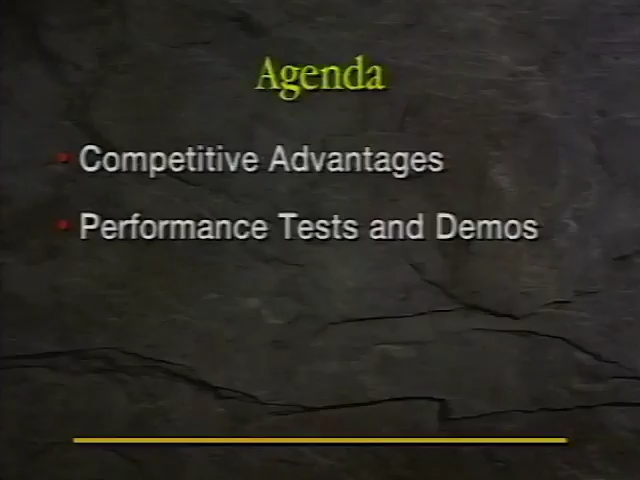 Agenda
• Competitive Advantages
• Performance Tests and Demos